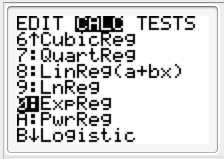 EDIT CALC TESTS
6↑CubicReg
7:QuartReg
8:LinReg(a+bx)
9:LnReg
0:ExpReg
A:PwrReg
B↓Logistic